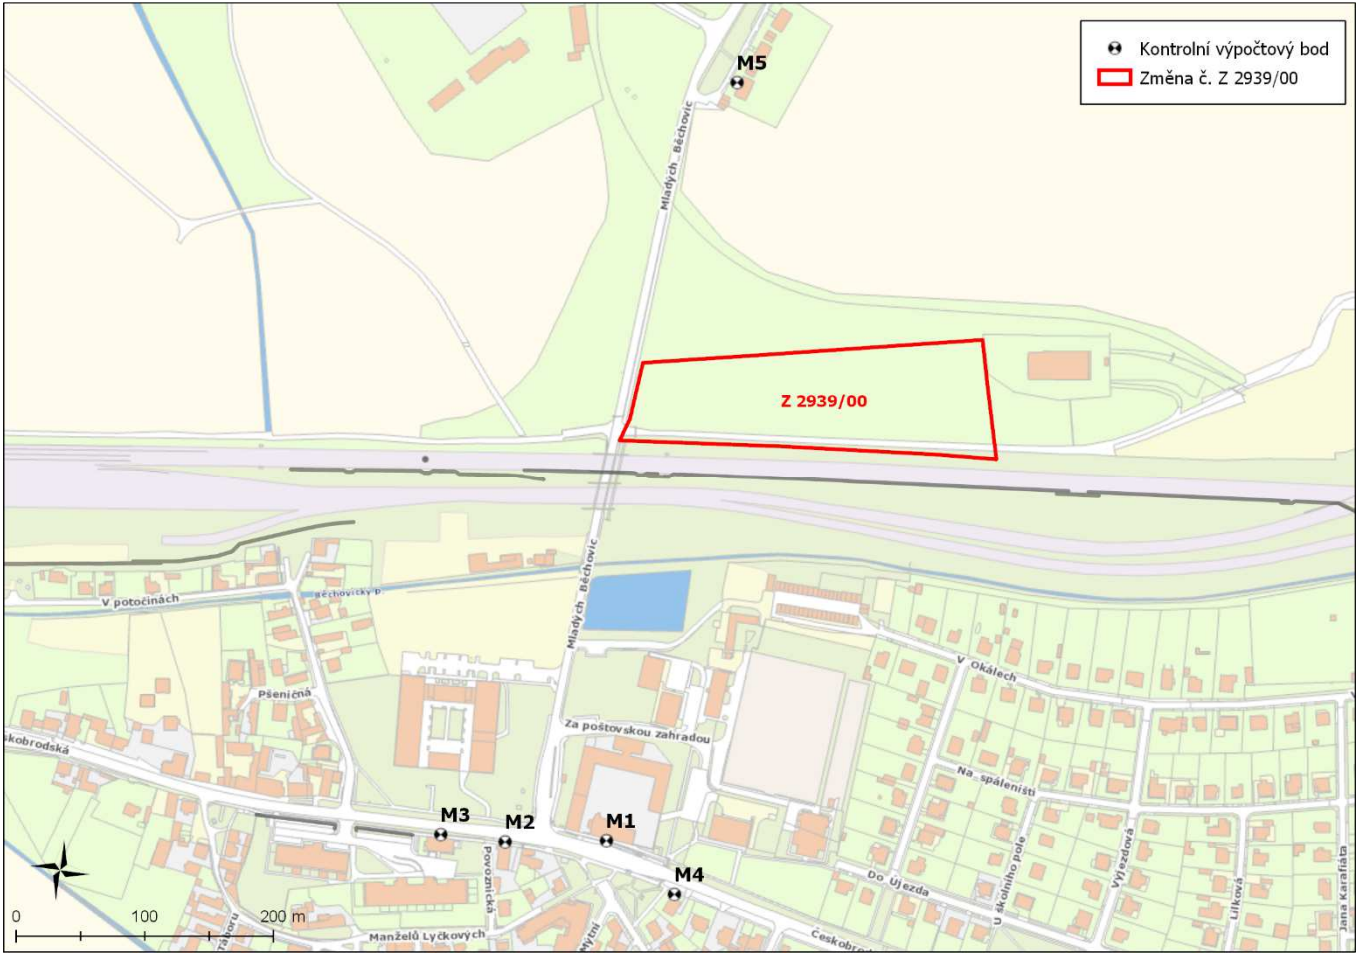 Kontrolní výpočtový bod
Změna č. Z 2939/00
M5
Mladých Běchovic
Z 2939/00
Mladých Běchovic
V potočinách
Běchovický p.
V Okálech
Pšeničná
Za poštovskou zahradou
skobrodská
Na spáleništi
M3
M2
M1
M4
Povoznická
Do Újezda
U školního pole
Výjezdová
Lilková
Jana Karafiáta
Táboru
Manželů Lyčkových
Mýtní
Českobrod
0 100 200 m